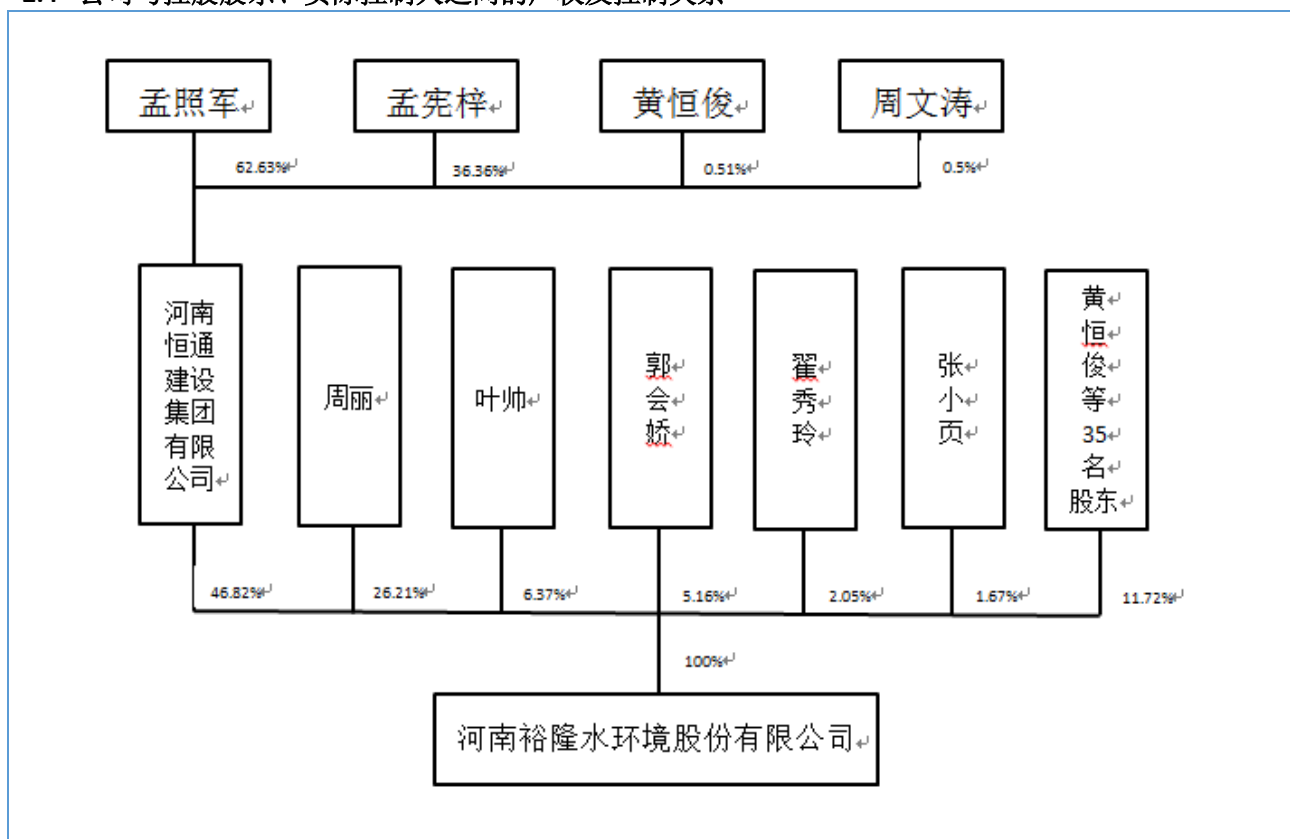 孟照军
孟宪梓
黄恒俊
周文涛
62.63%
36.36%
0.51%
0.5%
河南
恒通
建设
集团
有限
公司
周丽
叶帅
郭
会
娇
翟
秀
玲
张
小
页
黄
恒
俊
等
35
名
股东
46.82%
26.21%
6.37%
5.16%
2.05%
1.67%
11.72%
100%
河南裕隆水环境股份有限公司